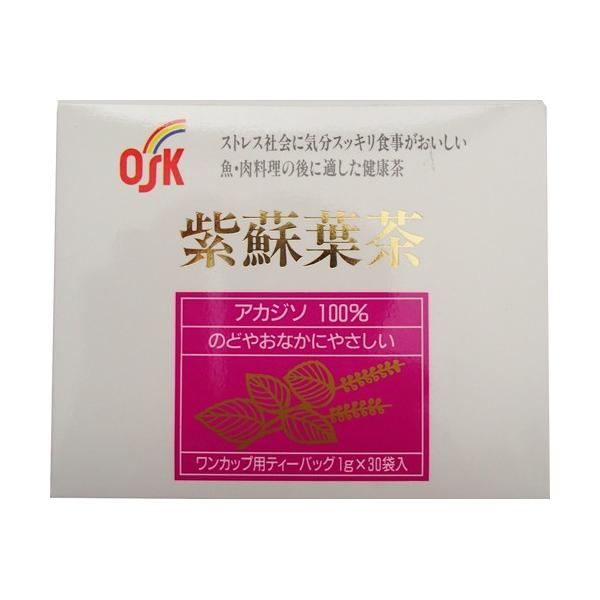 OSK
ストレス社会に気分スッキリ食事がおいしい
魚・肉料理の後に適した健康茶
紫蘇葉茶
アカジソ 100%
のどやおなかにやさしい
ワンカップ用ティーバッグ1g×30袋入